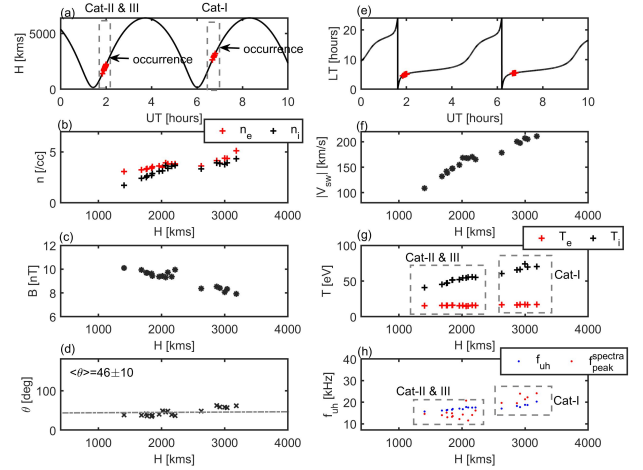 Cat-II & III
Cat-I
(a)
5000
0
H [kms]
occurrence
occurrence
0
2
4
6
8
10
UT [hours]
(e)
20
10
0
LT [hours]
0
2
4
6
8
10
UT [hours]
(b)
n_e
n_i
5
0
n [/cc]
1000
2000
3000
4000
H [kms]
(f)
200
150
100
|V_sw| km/s]
1000
2000
3000
4000
H [kms]
(c)
12
10
8
6
B [nT]
1000
2000
3000
4000
H [kms]
(g)
T_e
T_i
Cat-II & III
Cat-I
100
50
0
T [eV]
1000
2000
3000
4000
H [kms]
(d)
<θ>=46±10
100
0
θ [deg]
1000
2000
3000
4000
H [kms]
(h)
f_uh
f_peak^spectra
Cat-II & III
Cat-I
40
30
20
10
f_uh [kHz]
1000
2000
3000
4000
H [kms]